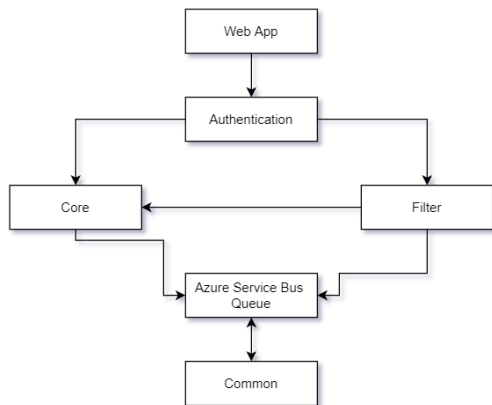 Web App
Authentication
Core
Filter
Azure Service Bus
Queue
Common